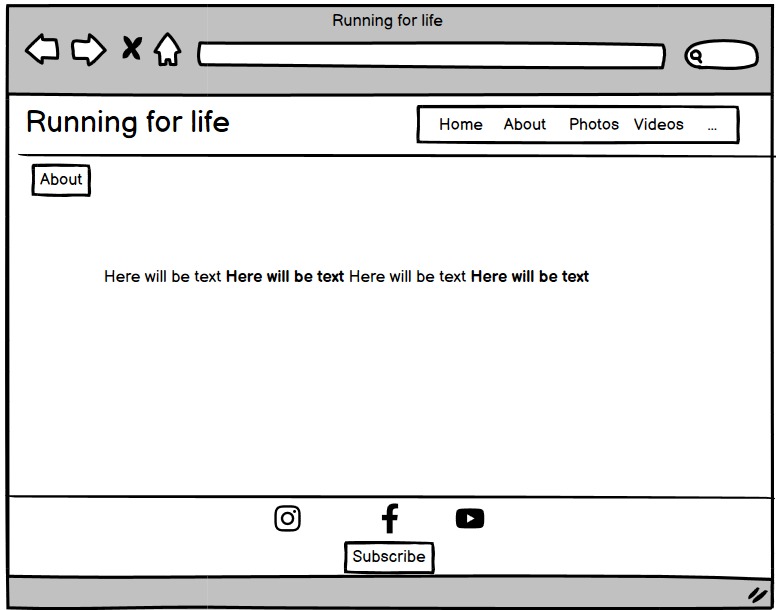 Running for life
Running for life
Home About Photos Videos ...
About
Here will be text Here will be text Here will be text Here will be text
Subscribe